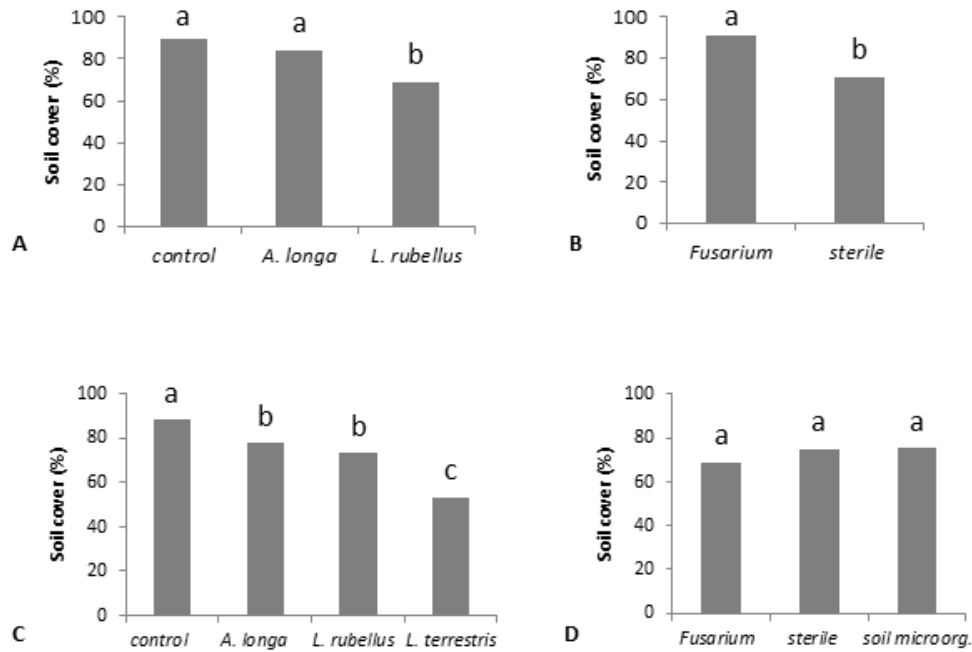 Soil cover (%)
100
80
60
40
20
0
a a b
control A. longa L. rubellus
A
Soil cover (%)
100
80
60
40
20
0
a b
Fusarium sterile
B
Soil cover (%)
100
80
60
40
20
0
a b b c
control A. longa L. rubellus L. terrestris
C
Soil cover (%)
100
80
60
40
20
0
a a a
Fusarium sterile soil microorg.
D